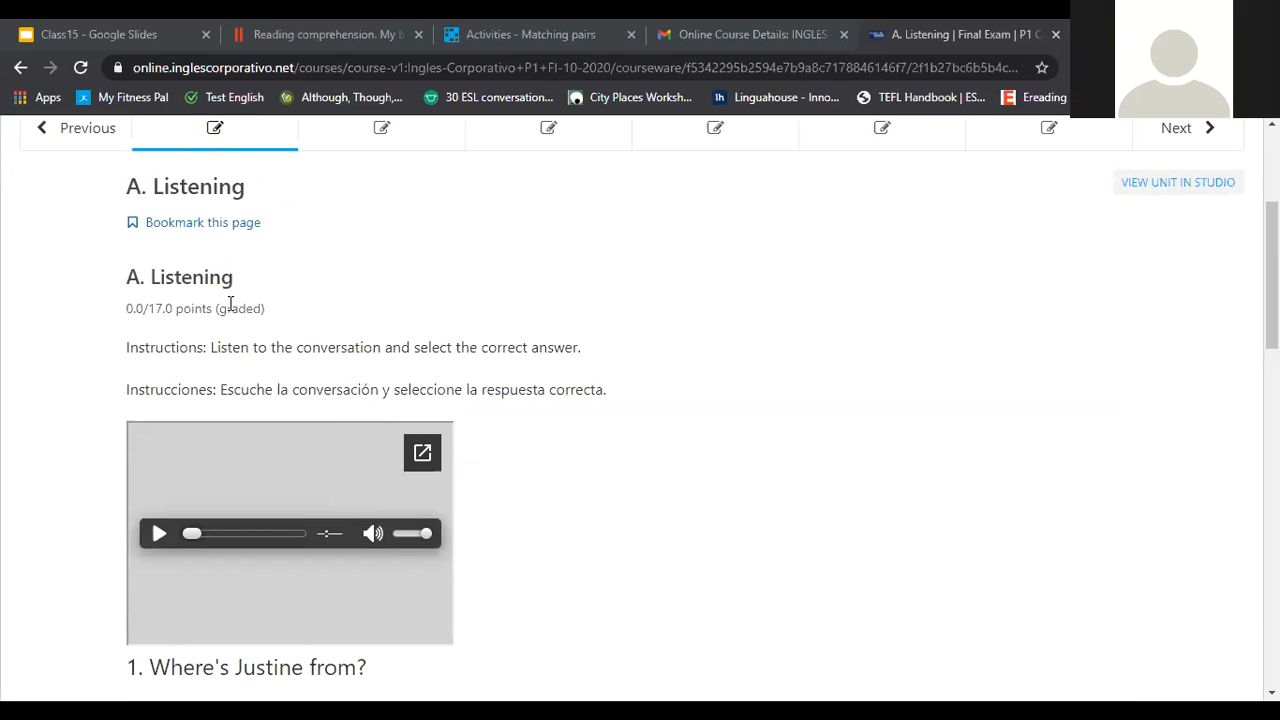 Class15 - Google Slides
Reading comprehension. My b
Activities - Matching pairs
Online Course Details: INGLES
A. Listening | Final Exam | P1 C
online.inglescorporativo.net/courses/course-v1:Ingles-Corporativo+P1+FI-10-2020/courseware/f5342295b2594e7b9a8c7178846146f7/2f1b27bc6b5b4c...
Apps
My Fitness Pal
Test English
Although, Though,...
30 ESL conversation...
City Places Worksh...
Linguahouse - Inno...
TEFL Handbook | ES...
Ereading
Previous
Next
A. Listening
VIEW UNIT IN STUDIO
Bookmark this page
A. Listening
0.0/17.0 points (graded)
Instructions: Listen to the conversation and select the correct answer.
Instrucciones: Escuche la conversación y seleccione la respuesta correcta.
-:-
1. Where's Justine from?